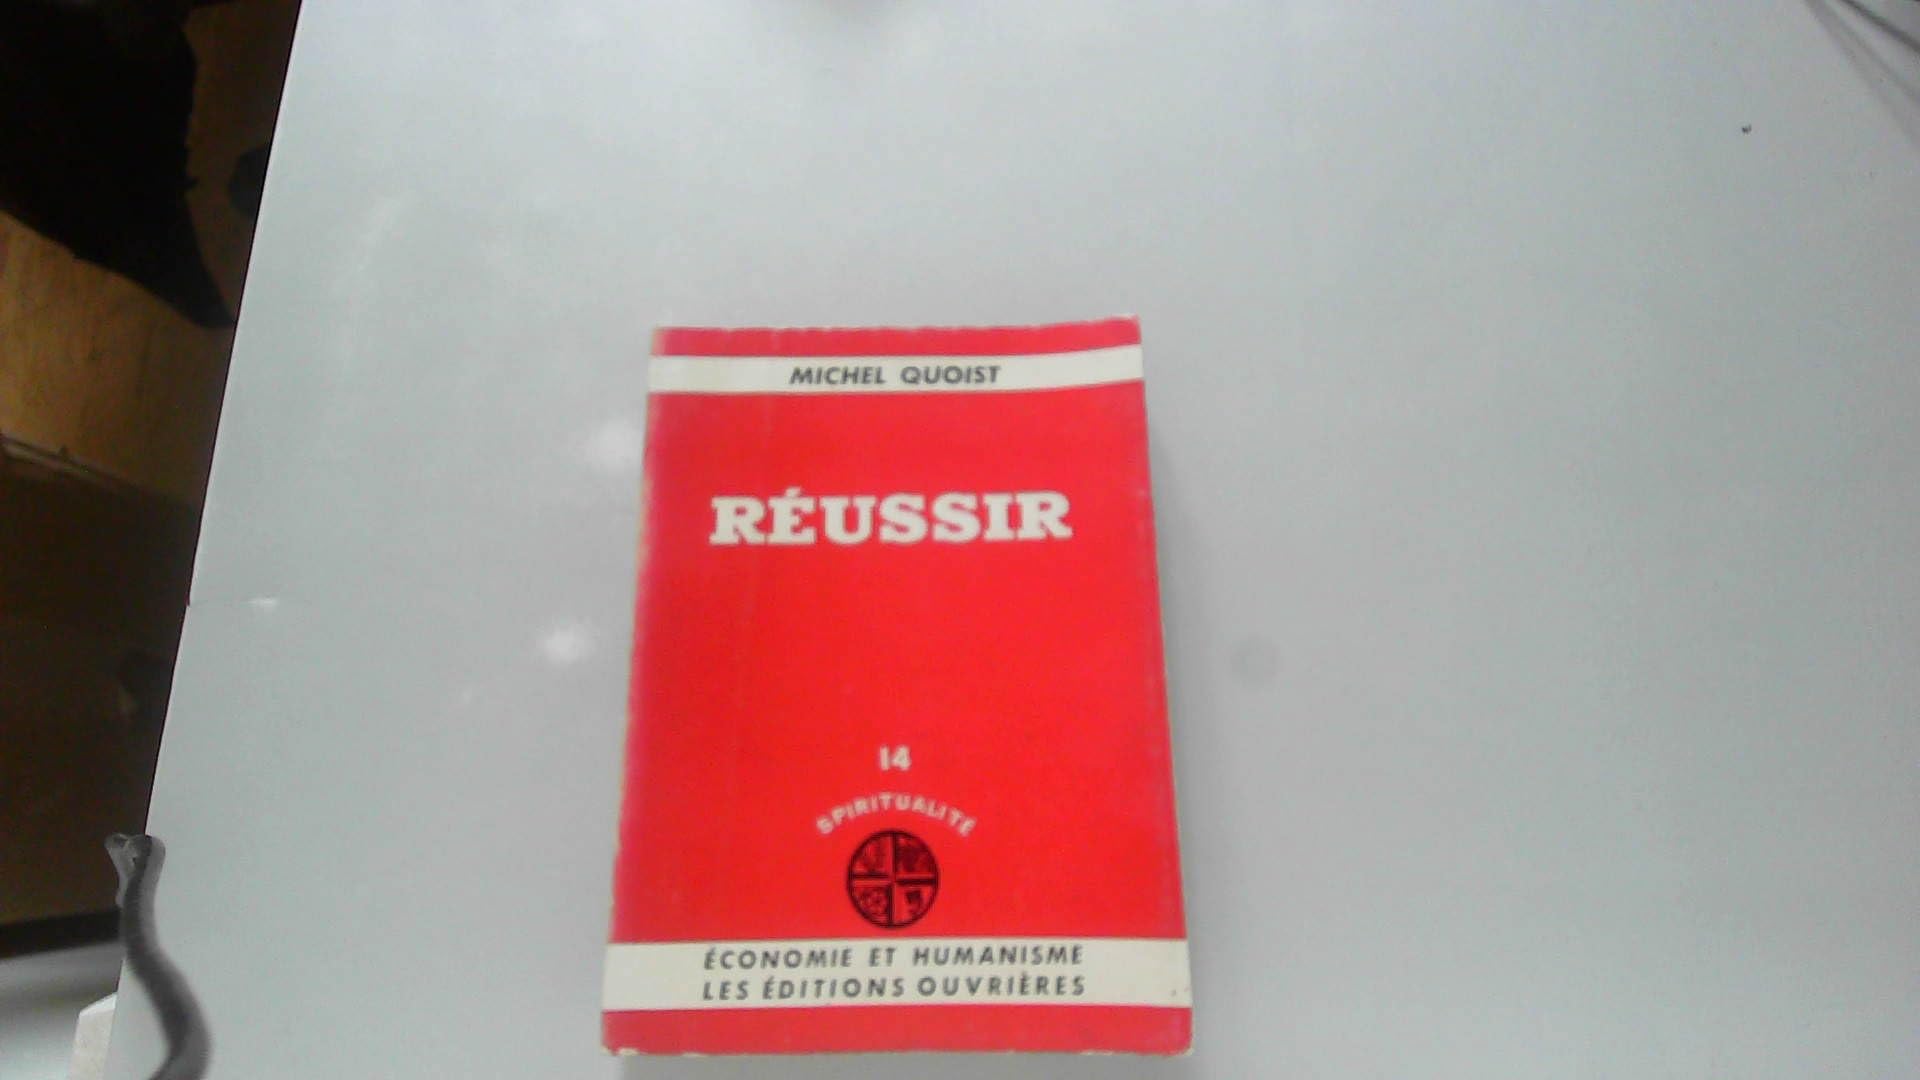 MICHEL QUOIST
RÉUSSIR
14
SPIRITUALITÉ
ÉCONOMIE ET HUMANISME
LES ÉDITIONS OUVRIÈRES